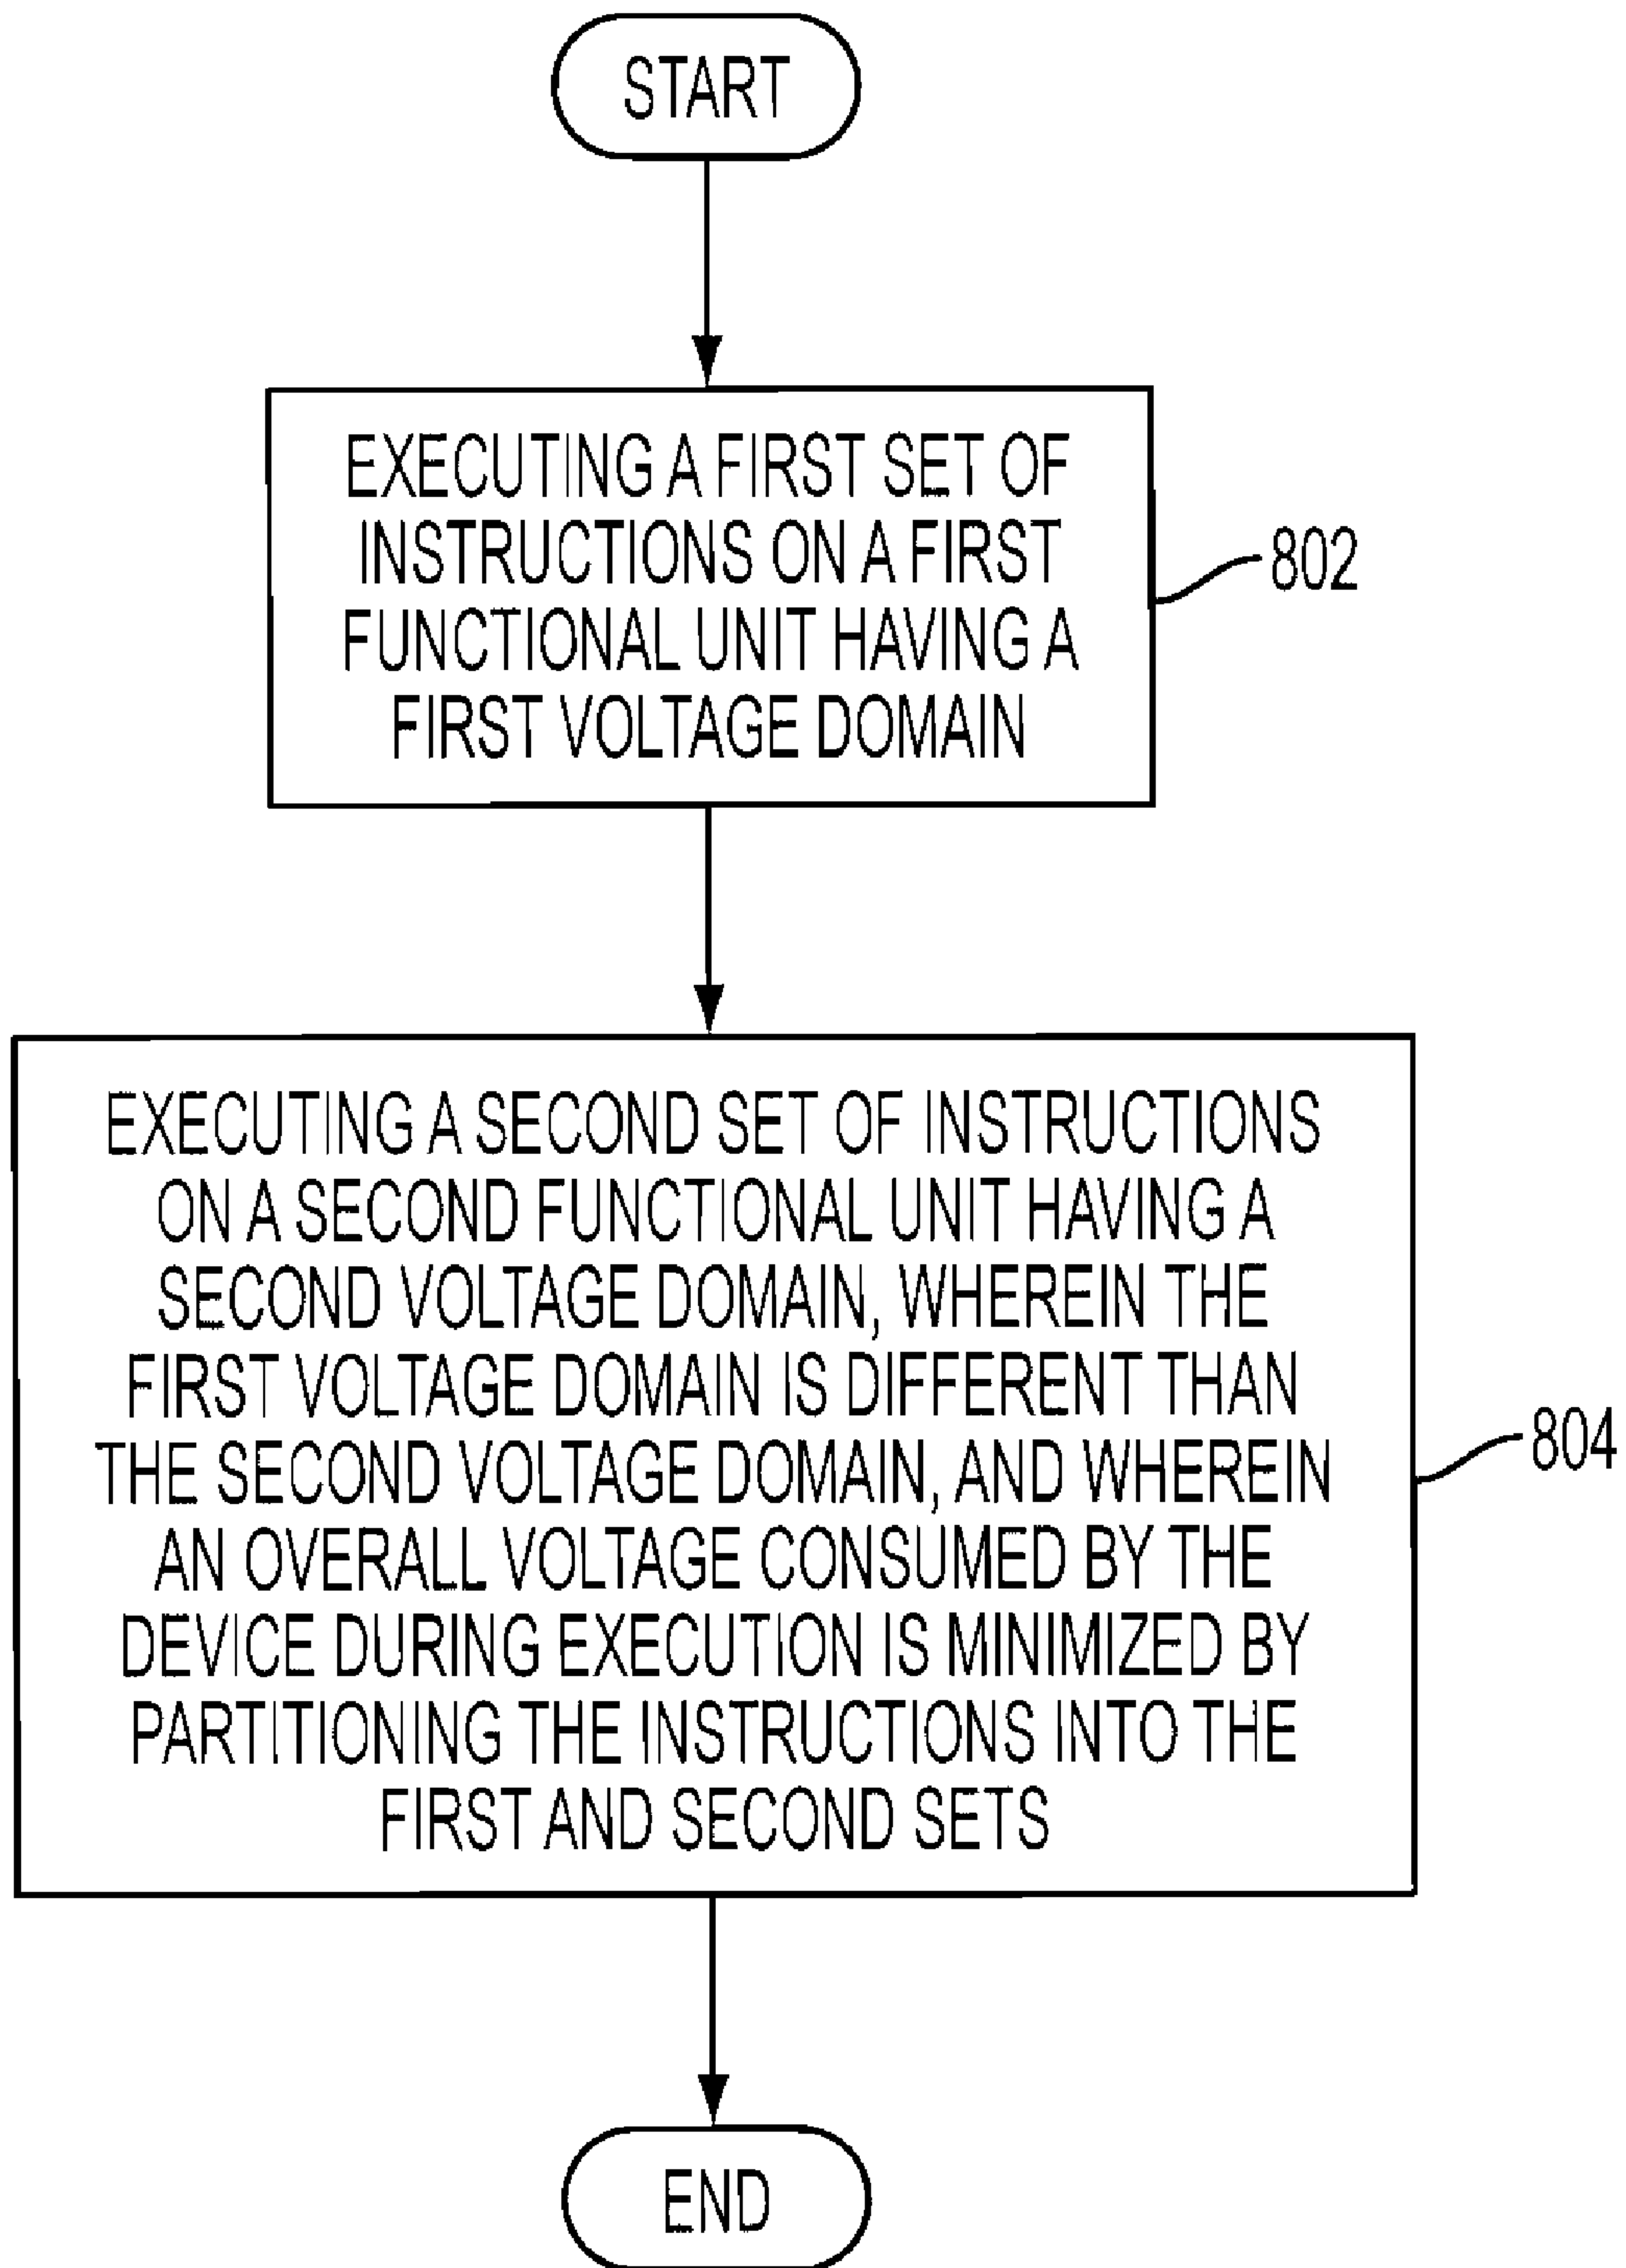 START
EXECUTING A FIRST SET OF
INSTRUCTIONS ON A FIRST
FUNCTIONAL UNIT HAVING A
FIRST VOLTAGE DOMAIN
802
EXECUTING A SECOND SET OF INSTRUCTIONS
ON A SECOND FUNCTIONAL UNIT HAVING A
SECOND VOLTAGE DOMAIN, WHEREIN THE
FIRST VOLTAGE DOMAIN IS DIFFERENT THAN
THE SECOND VOLTAGE DOMAIN, AND WHEREIN
AN OVERALL VOLTAGE CONSUMED BY THE
DEVICE DURING EXECUTION IS MINIMIZED BY
PARTITIONING THE INSTRUCTIONS INTO THE
FIRST AND SECOND SETS
804
END